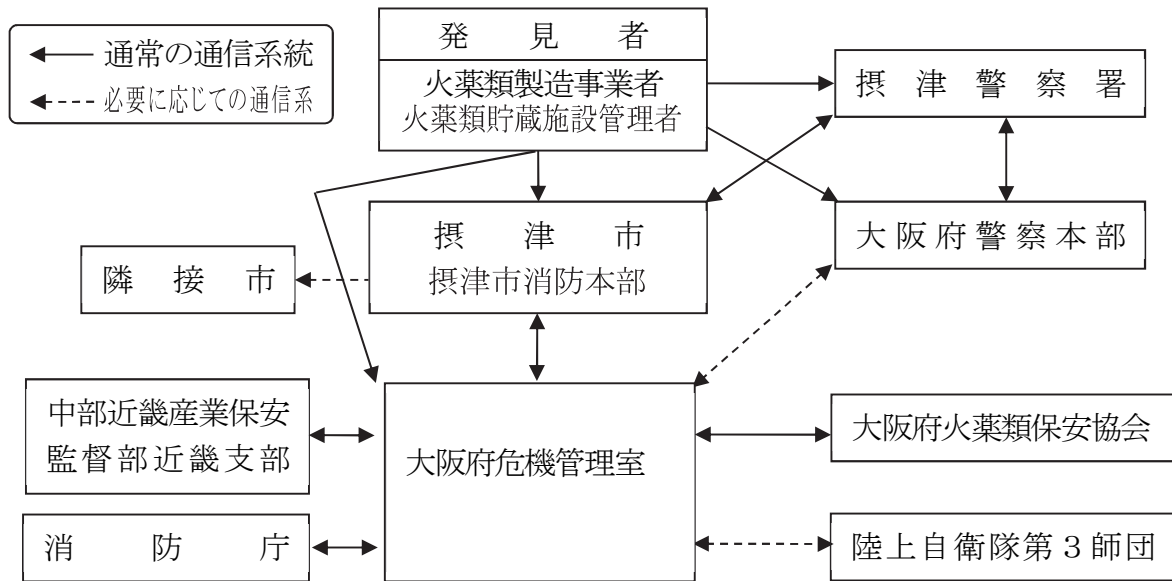 通常の通信系統
必要に応じての通信系
発見者
火薬類製造事業者
火薬類貯蔵施設管理者
摂津警察署
摂津市
摂津市消防本部
大阪府警察本部
隣接市
中部近畿産業保安
監督部近畿支部
大阪府危機管理室
大阪府火薬類保安協会
消防庁
陸上自衛隊第３師団